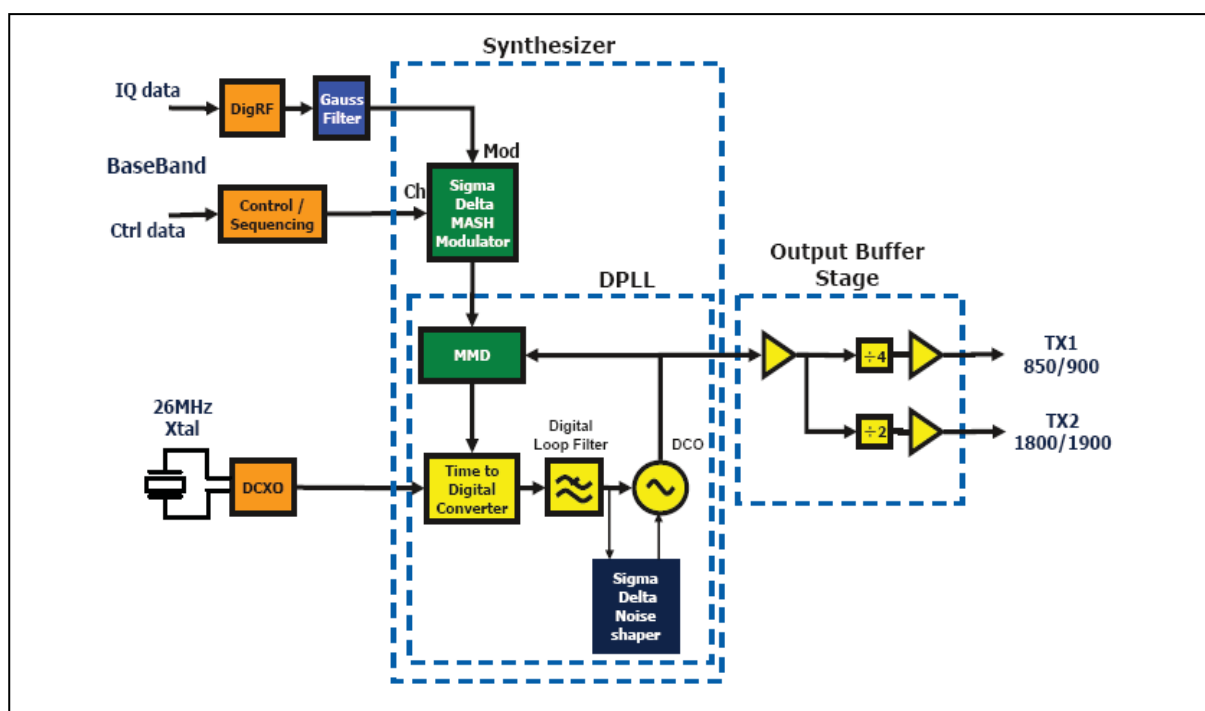 Synthesizer
IQ data
DigRF
Gauss
Filter
Mod
BaseBand
Ch
Sigma
Delta
MASH
Modulator
Control /
Sequencing
Ctrl data
Output Buffer
Stage
DPLL
MMD
÷4
TX1
850/900
26MHz
Xtal
Digital
Loop Filter
DCO
÷2
TX2
1800/1900
DCXO
Time to
Digital
Converter
Sigma
Delta
Noise
shaper